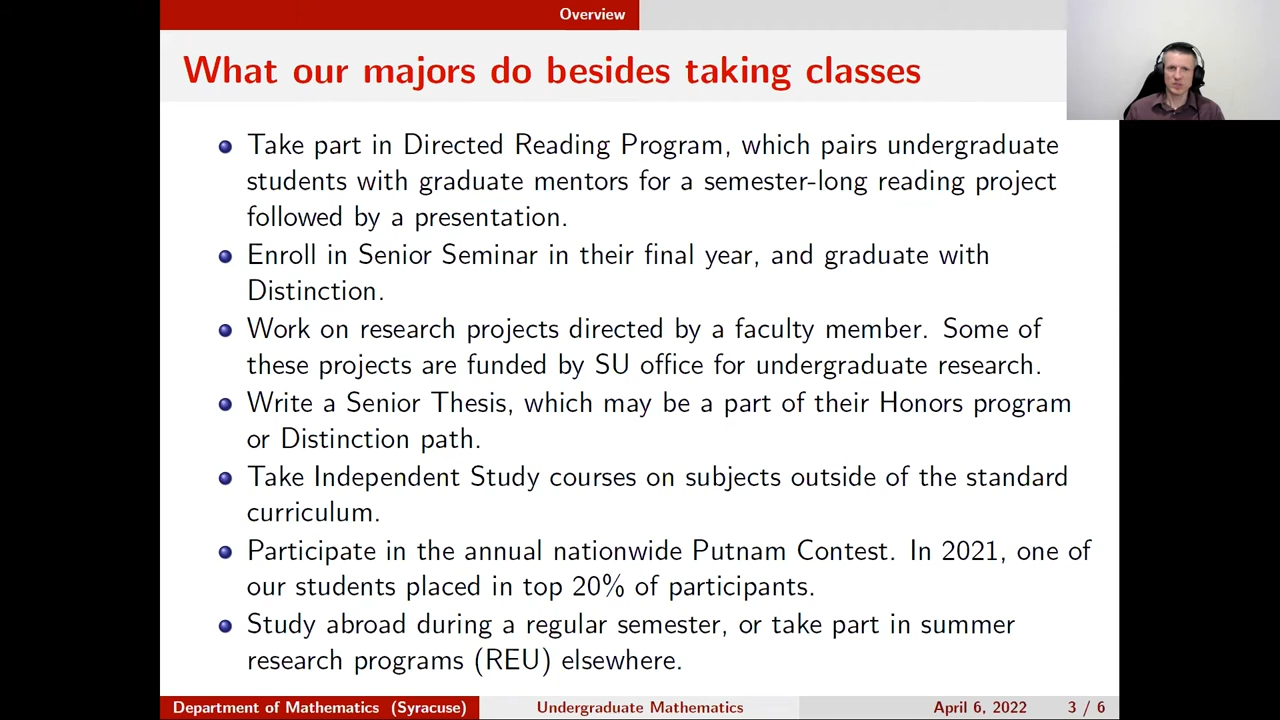 Overview
What our majors do besides taking classes
Take part in Directed Reading Program, which pairs undergraduate
students with graduate mentors for a semester-long reading project
followed by a presentation.
Enroll in Senior Seminar in their final year, and graduate with
Distinction.
Work on research projects directed by a faculty member. Some of
these projects are funded by SU office for undergraduate research.
Write a Senior Thesis, which may be a part of their Honors program
or Distinction path.
Take Independent Study courses on subjects outside of the standard
curriculum.
Participate in the annual nationwide Putnam Contest. In 2021, one of
our students placed in top 20% of participants.
Study abroad during a regular semester, or take part in summer
research programs (REU) elsewhere.
Department of Mathematics (Syracuse) Undergraduate Mathematics April 6, 2022 3 / 6